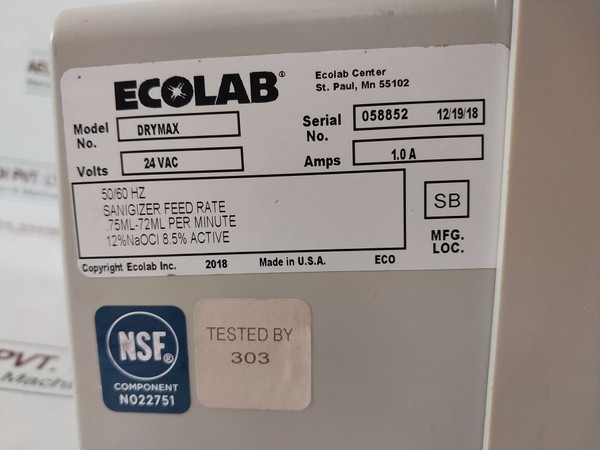 ECOLAB®
Ecolab Center
St. Paul, Mn 55102
Model No. DRYMAX
Serial No. 058852 12/19/18
Volts 24 VAC
Amps 1.0 A
50/60 HZ
SANIGIZER FEED RATE
.75ML-72ML PER MINUTE
12%NaOCl 8.5% ACTIVE
SB
MFG. LOC.
Copyright Ecolab Inc. 2018 Made in U.S.A. ECO
NSF®
COMPONENT
N022751
TESTED BY
303
PVT.